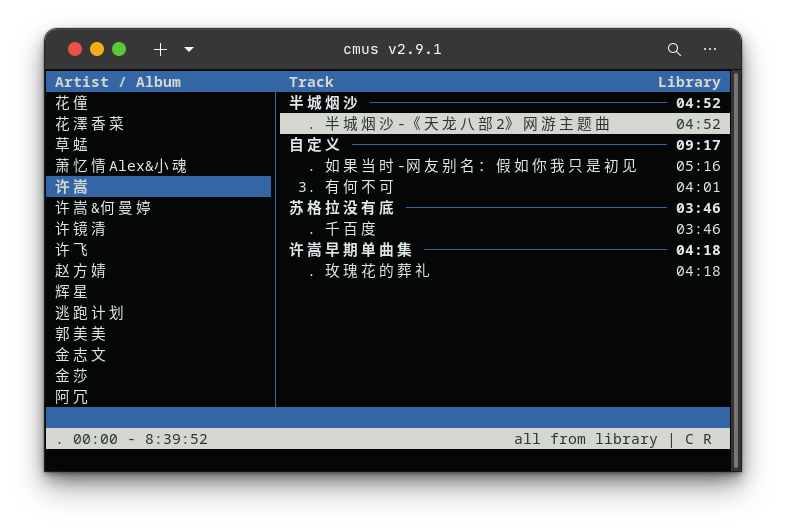 cmus v2.9.1
Artist / Album
Track Library
花僮
花澤香菜
草蜢
萧忆情Alex&小魂
许嵩
许嵩&何曼婷
许镜清
许飞
赵方婧
辉星
逃跑计划
郭美美
金志文
金莎
阿冗
半城烟沙 04:52
. 半城烟沙-《天龙八部2》网游主题曲 04:52
自定义 09:17
. 如果当时-网友别名：假如你我只是初见 05:16
3. 有何不可 04:01
苏格拉没有底 03:46
. 千百度 03:46
许嵩早期单曲集 04:18
. 玫瑰花的葬礼 04:18
. 00:00 - 8:39:52 all from library | C R